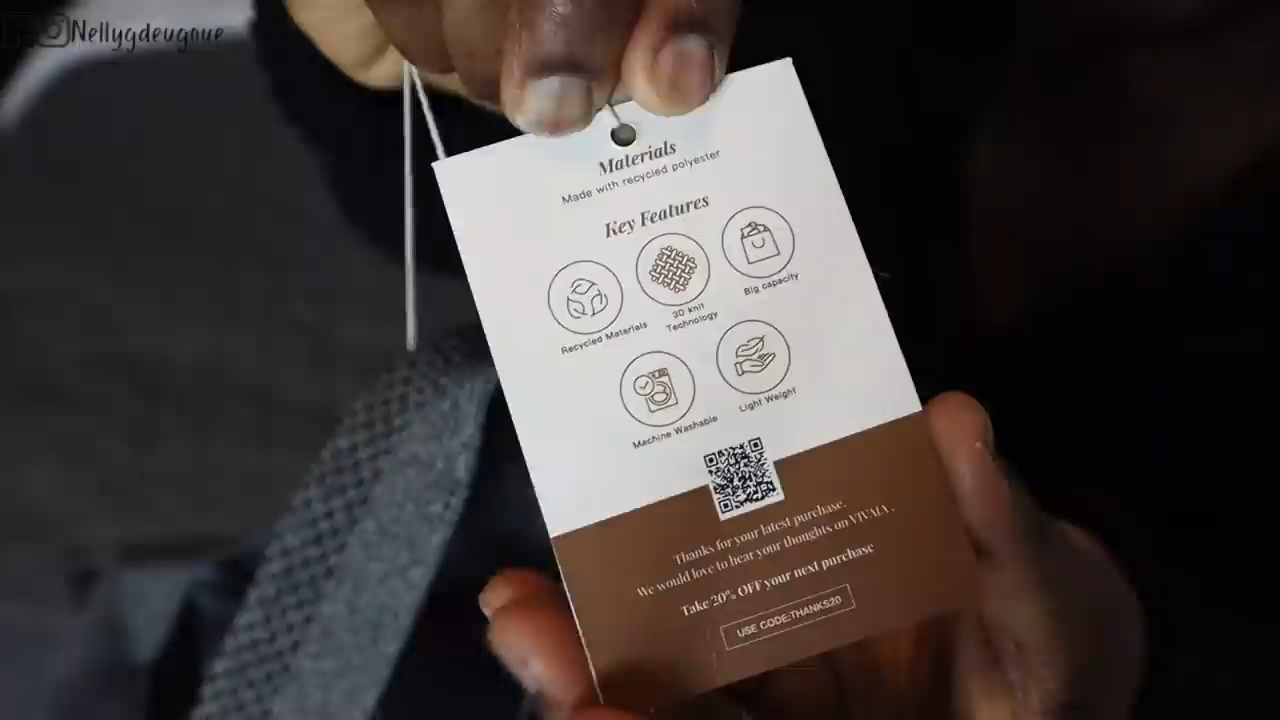 Nellygdeugoue
Materials
Made with recycled polyester
Key Features
Recycled Materials
3D knit
Technology
Big capacity
Machine Washable
Light Weight
Thanks for your latest purchase.
We would love to hear your thoughts on VIVAIA.
Take 20% OFF your next purchase
USE CODE:THANKS20